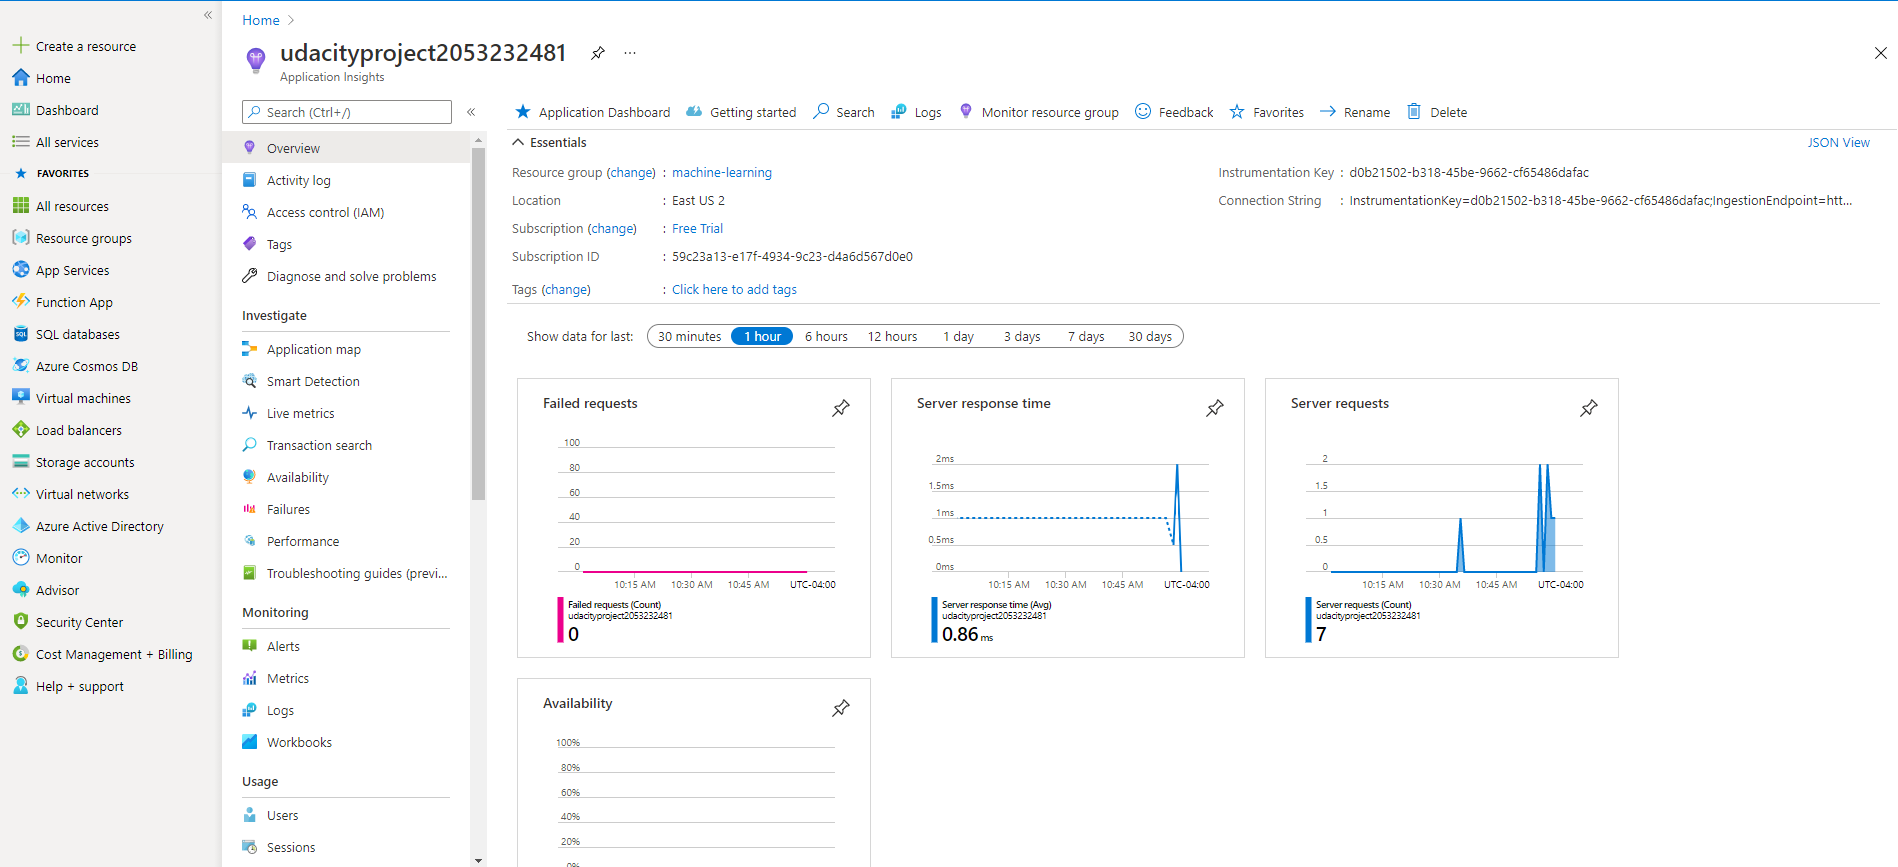 Create a resource
Home
Dashboard
All services
FAVORITES
All resources
Resource groups
App Services
Function App
SQL databases
Azure Cosmos DB
Virtual machines
Load balancers
Storage accounts
Virtual networks
Azure Active Directory
Monitor
Advisor
Security Center
Cost Management + Billing
Help + support
Home
udacityproject2053232481
Application Insights
Search (Ctrl+/)
Overview
Activity log
Access control (IAM)
Tags
Diagnose and solve problems
Investigate
Application map
Smart Detection
Live metrics
Transaction search
Availability
Failures
Performance
Troubleshooting guides (previ...
Monitoring
Alerts
Metrics
Logs
Workbooks
Usage
Users
Sessions
Application Dashboard Getting started Search Logs Monitor resource group Feedback Favorites Rename Delete
Essentials
JSON View
Resource group (change) : machine-learning
Location : East US 2
Subscription (change) : Free Trial
Subscription ID : 59c23a13-e17f-4934-9c23-d4a6d567d0e0
Tags (change) : Click here to add tags
Instrumentation Key : d0b21502-b318-45be-9662-cf65486dafac
Connection String : InstrumentationKey=d0b21502-b318-45be-9662-cf65486dafac;IngestionEndpoint=htt...
Show data for last: 30 minutes 1 hour 6 hours 12 hours 1 day 3 days 7 days 30 days
Failed requests
100
80
60
40
20
0
10:15 AM 10:30 AM 10:45 AM UTC-04:00
Failed requests (Count)
udacityproject2053232481
0
Server response time
2ms
1.5ms
1ms
0.5ms
0ms
10:15 AM 10:30 AM 10:45 AM UTC-04:00
Server response time (Avg)
udacityproject2053232481
0.86 ms
Server requests
2
1.5
1
0.5
0
10:15 AM 10:30 AM 10:45 AM UTC-04:00
Server requests (Count)
udacityproject2053232481
7
Availability
100%
80%
60%
40%
20%
0%